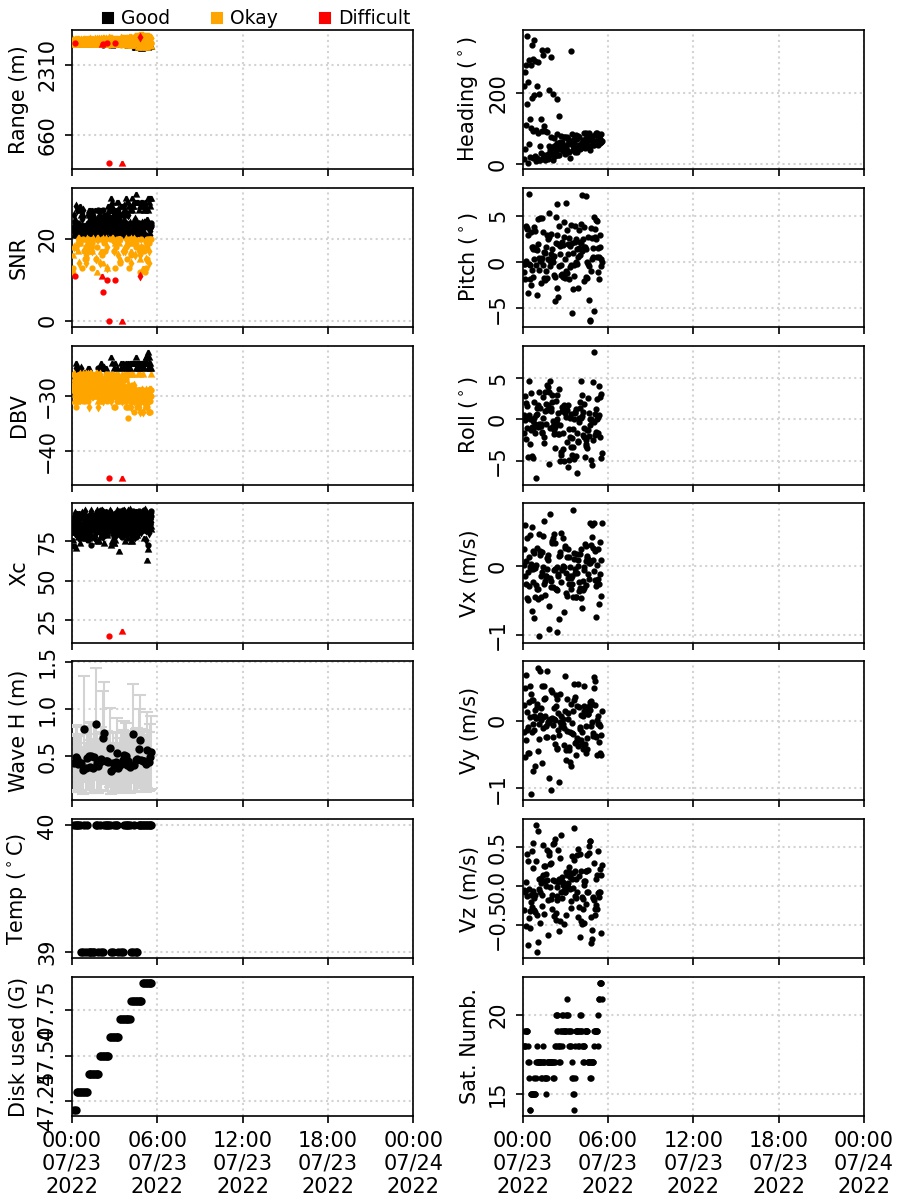 Good Okay Difficult
Range (m) 2310 660
Heading (°) 200 0
SNR 20 0
Pitch (°) 5 0 −5
DBV −30 −40
Roll (°) 5 0 −5
Xc 75 50 25
Vx (m/s) 0 −1
Wave H (m) 1.5 1.0 0.5
Vy (m/s) 0 −1
Temp (°C) 40 39
Vz (m/s) 0.5 0.0 −0.5
Disk used (G) 47.75 47.50 47.25
Sat. Numb. 20 15
00:00 06:00 12:00 18:00 00:00
07/23 07/23 07/23 07/23 07/24
2022 2022 2022 2022 2022
00:00 06:00 12:00 18:00 00:00
07/23 07/23 07/23 07/23 07/24
2022 2022 2022 2022 2022